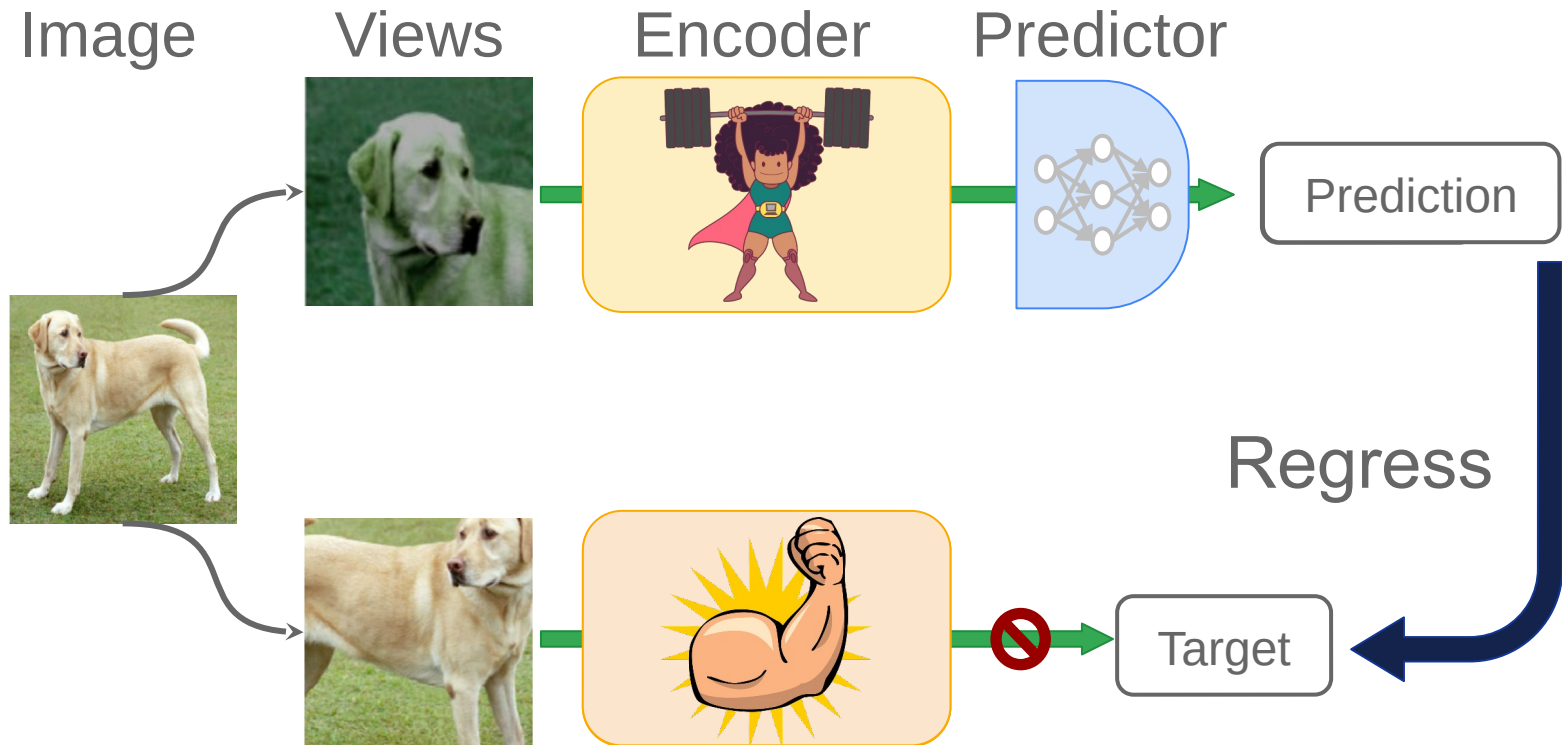 Image
Views
Encoder
Predictor
Prediction
Regress
Target